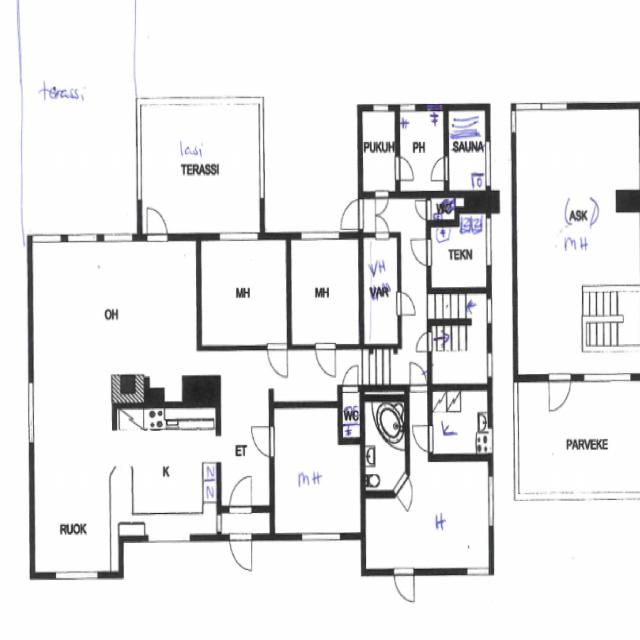 terassi
lasi
TERASSI
PUKUH
PH
SAUNA
WC
TEKN
(ASK)
MH
MH
MH
VH
VAR
OH
WC
ET
K
MH
H
RUOK
PARVEKE